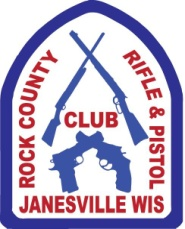 ROCK COUNTY
RIFLE & PISTOL
CLUB
JANESVILLE WIS